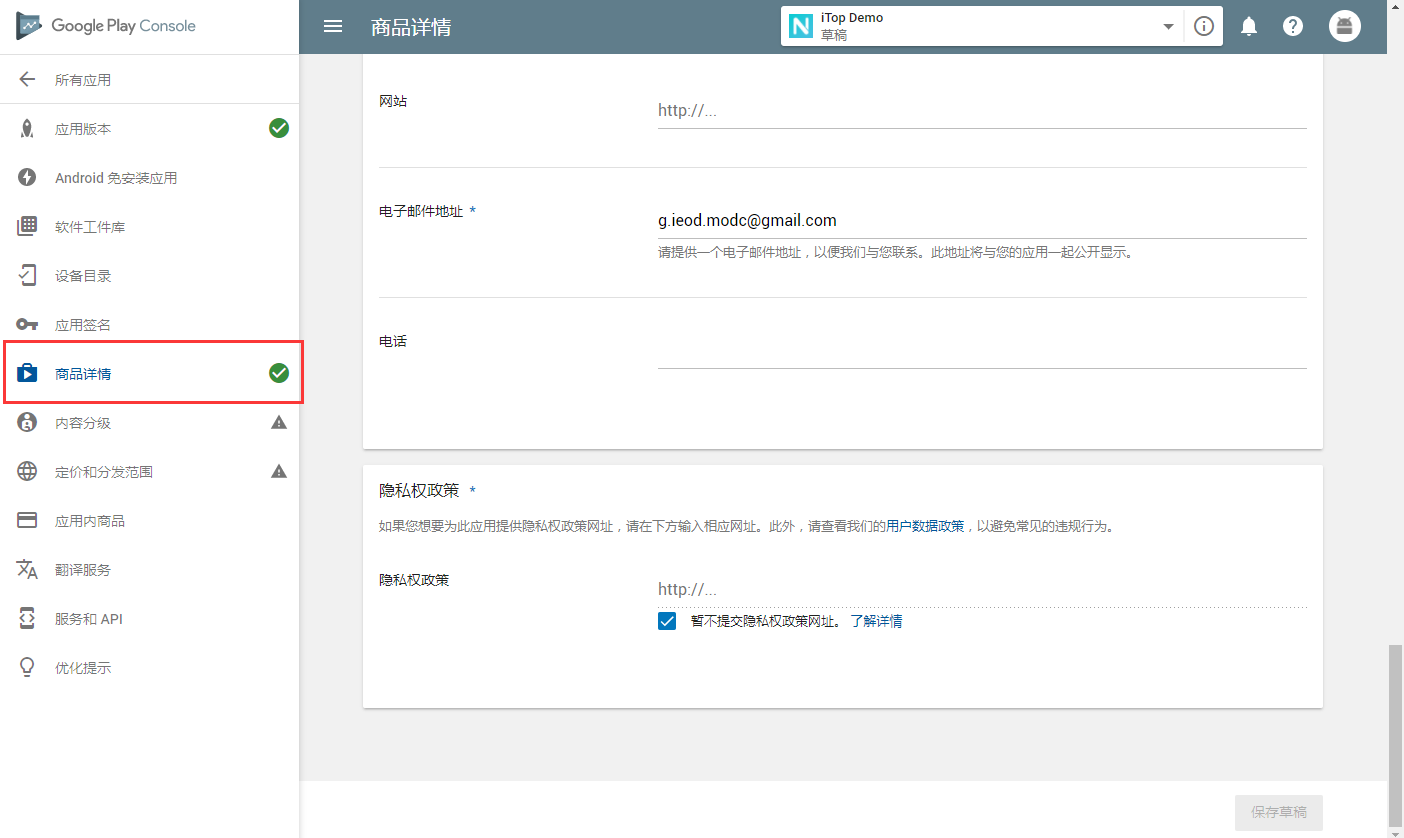 Google Play Console
商品详情
iTop Demo
草稿
所有应用
应用版本
Android 免安装应用
软件工件库
设备目录
应用签名
商品详情
内容分级
定价和分发范围
应用内商品
翻译服务
服务和 API
优化提示
网站
http://...
电子邮件地址 *
g.ieod.modc@gmail.com
请提供一个电子邮件地址，以便我们与您联系。此地址将与您的应用一起公开显示。
电话
隐私权政策 *
如果您想要为此应用提供隐私权政策网址，请在下方输入相应网址。此外，请查看我们的用户数据政策，以避免常见的违规行为。
隐私权政策
http://...
暂不提交隐私权政策网址。 了解详情
保存草稿